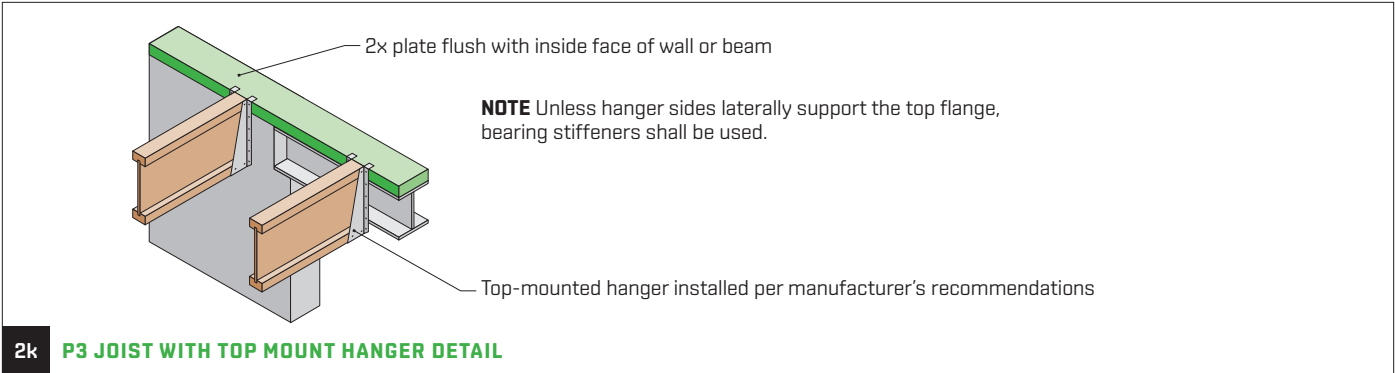 2x plate flush with inside face of wall or beam
NOTE Unless hanger sides laterally support the top flange,
bearing stiffeners shall be used.
Top-mounted hanger installed per manufacturer’s recommendations
2k P3 JOIST WITH TOP MOUNT HANGER DETAIL